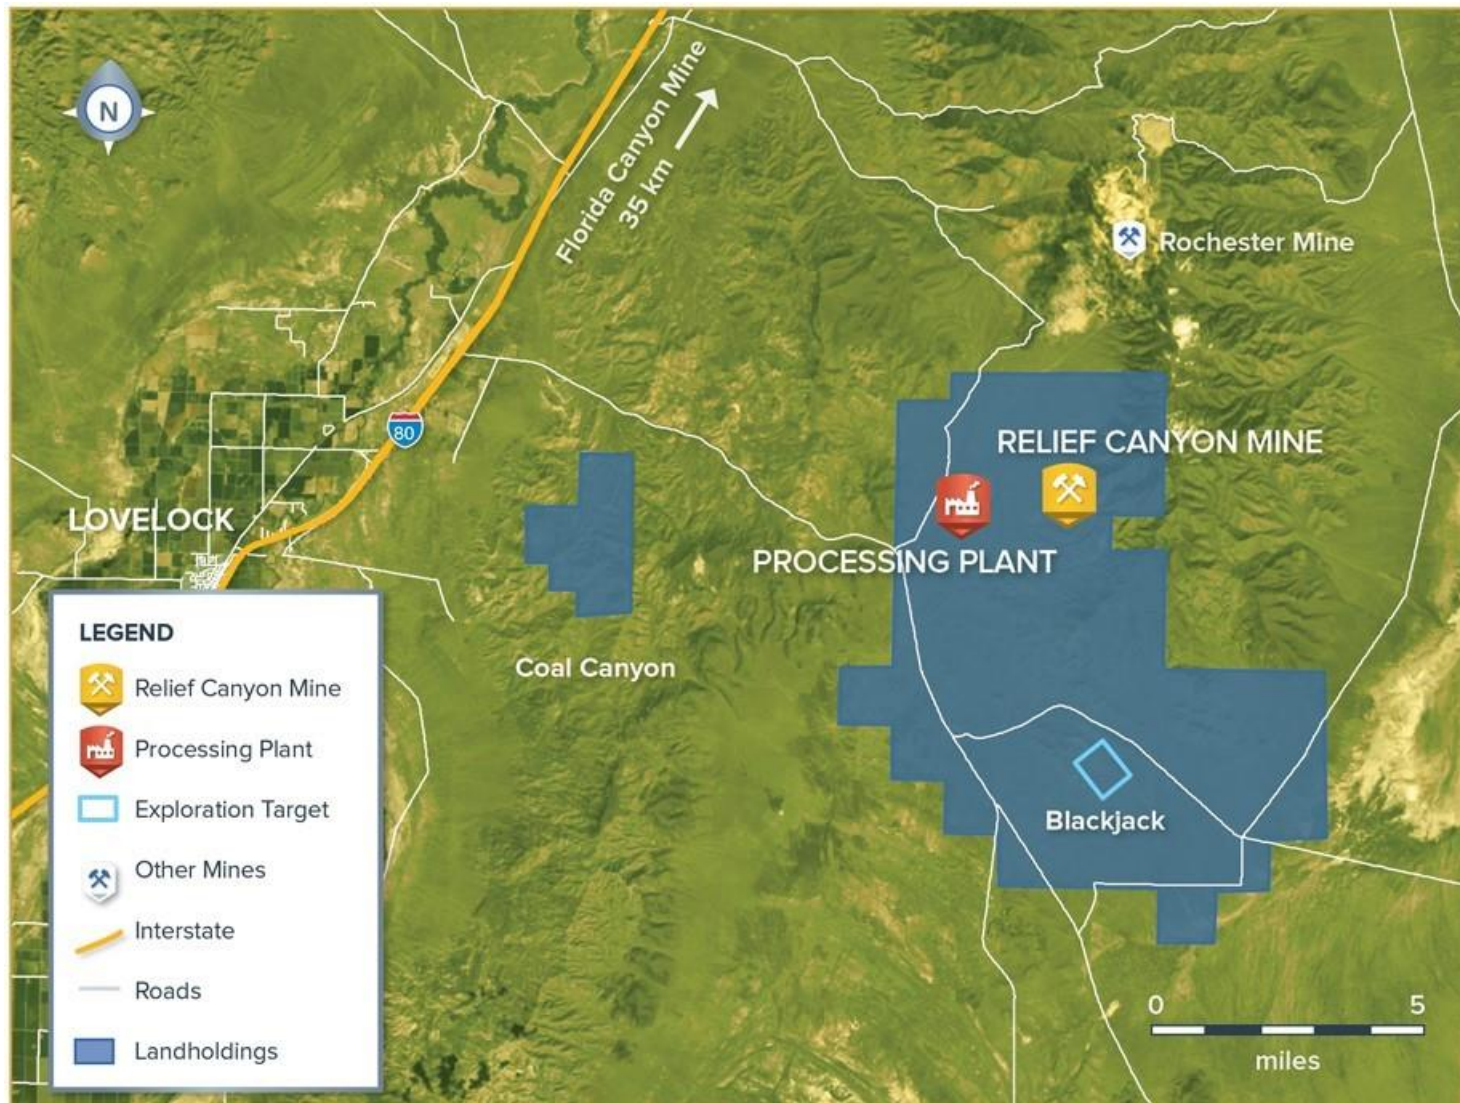 N
Florida Canyon Mine
35 km
Rochester Mine
80
RELIEF CANYON MINE
LOVELOCK
PROCESSING PLANT
Coal Canyon
Blackjack
LEGEND
Relief Canyon Mine
Processing Plant
Exploration Target
Other Mines
Interstate
Roads
Landholdings
0 5
miles